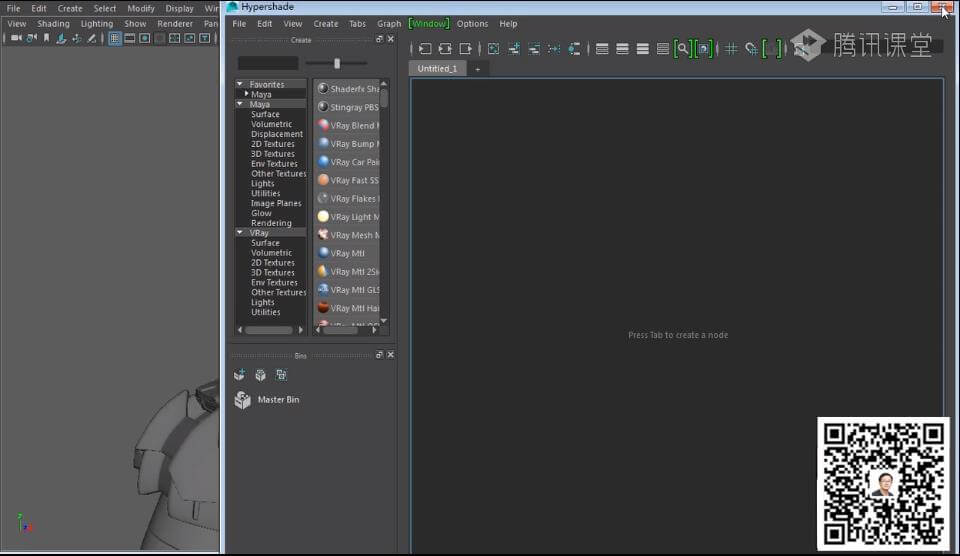 File Edit Create Select Modify Display
View Shading Lighting Show Renderer
Hypershade
File Edit View Create Tabs Graph [Window] Options Help
Create
腾讯课堂
Untitled_1 +
Favorites
Maya
Maya
Surface
Volumetric
Displacement
2D Textures
3D Textures
Env Textures
Other Textures
Lights
Utilities
Image Planes
Glow
Rendering
VRay
Surface
Volumetric
2D Textures
3D Textures
Env Textures
Other Textures
Lights
Utilities
Shaderfx Sha
Stingray PBS
VRay Blend M
VRay Bump M
VRay Car Pai
VRay Fast SS
VRay Flakes
VRay Light M
VRay Mesh M
VRay Mtl
VRay Mtl 2Si
VRay Mtl GLS
VRay Mtl Hai
Press Tab to create a node
Bins
Master Bin